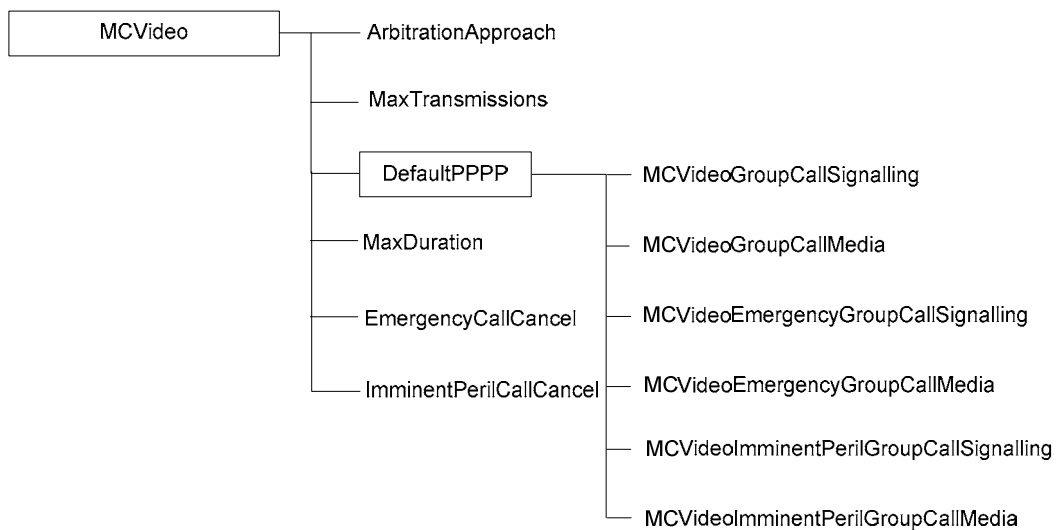 MCVideo
ArbitrationApproach
MaxTransmissions
DefaultPPPP
MaxDuration
EmergencyCallCancel
ImminentPerilCallCancel
MCVideoGroupCallSignalling
MCVideoGroupCallMedia
MCVideoEmergencyGroupCallSignalling
MCVideoEmergencyGroupCallMedia
MCVideoImminentPerilGroupCallSignalling
MCVideoImminentPerilGroupCallMedia